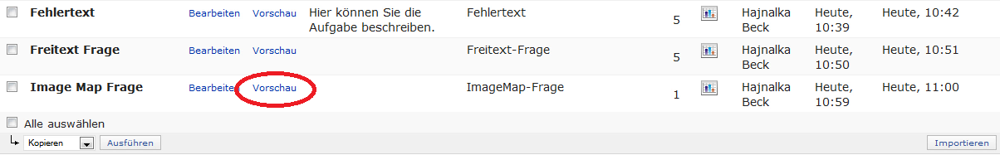 Fehlertext Bearbeiten Vorschau Hier können Sie die Fehlertext 5 Hajnalka Heute, Heute, 10:42
Aufgabe beschreiben. Beck 10:39
Freitext Frage Bearbeiten Vorschau Freitext-Frage 5 Hajnalka Heute, Heute, 10:51
Beck 10:50
Image Map Frage Bearbeiten Vorschau ImageMap-Frage 1 Hajnalka Heute, Heute, 11:00
Beck 10:59
Alle auswählen
Kopieren Ausführen Importieren